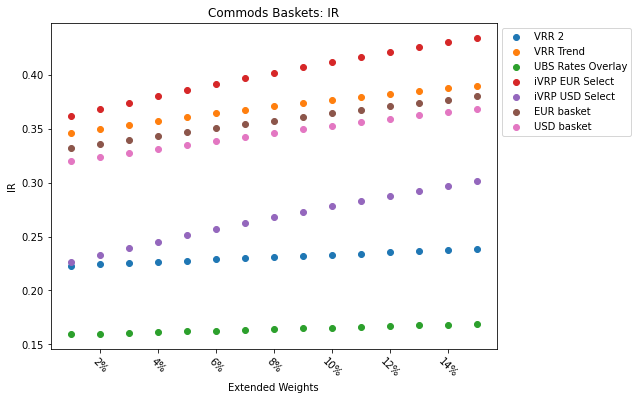 Commods Baskets: IR
VRR 2
VRR Trend
UBS Rates Overlay
iVRP EUR Select
iVRP USD Select
EUR basket
USD basket
0.40
0.35
0.30
0.25
0.20
0.15
IR
2%
4%
6%
8%
10%
12%
14%
Extended Weights